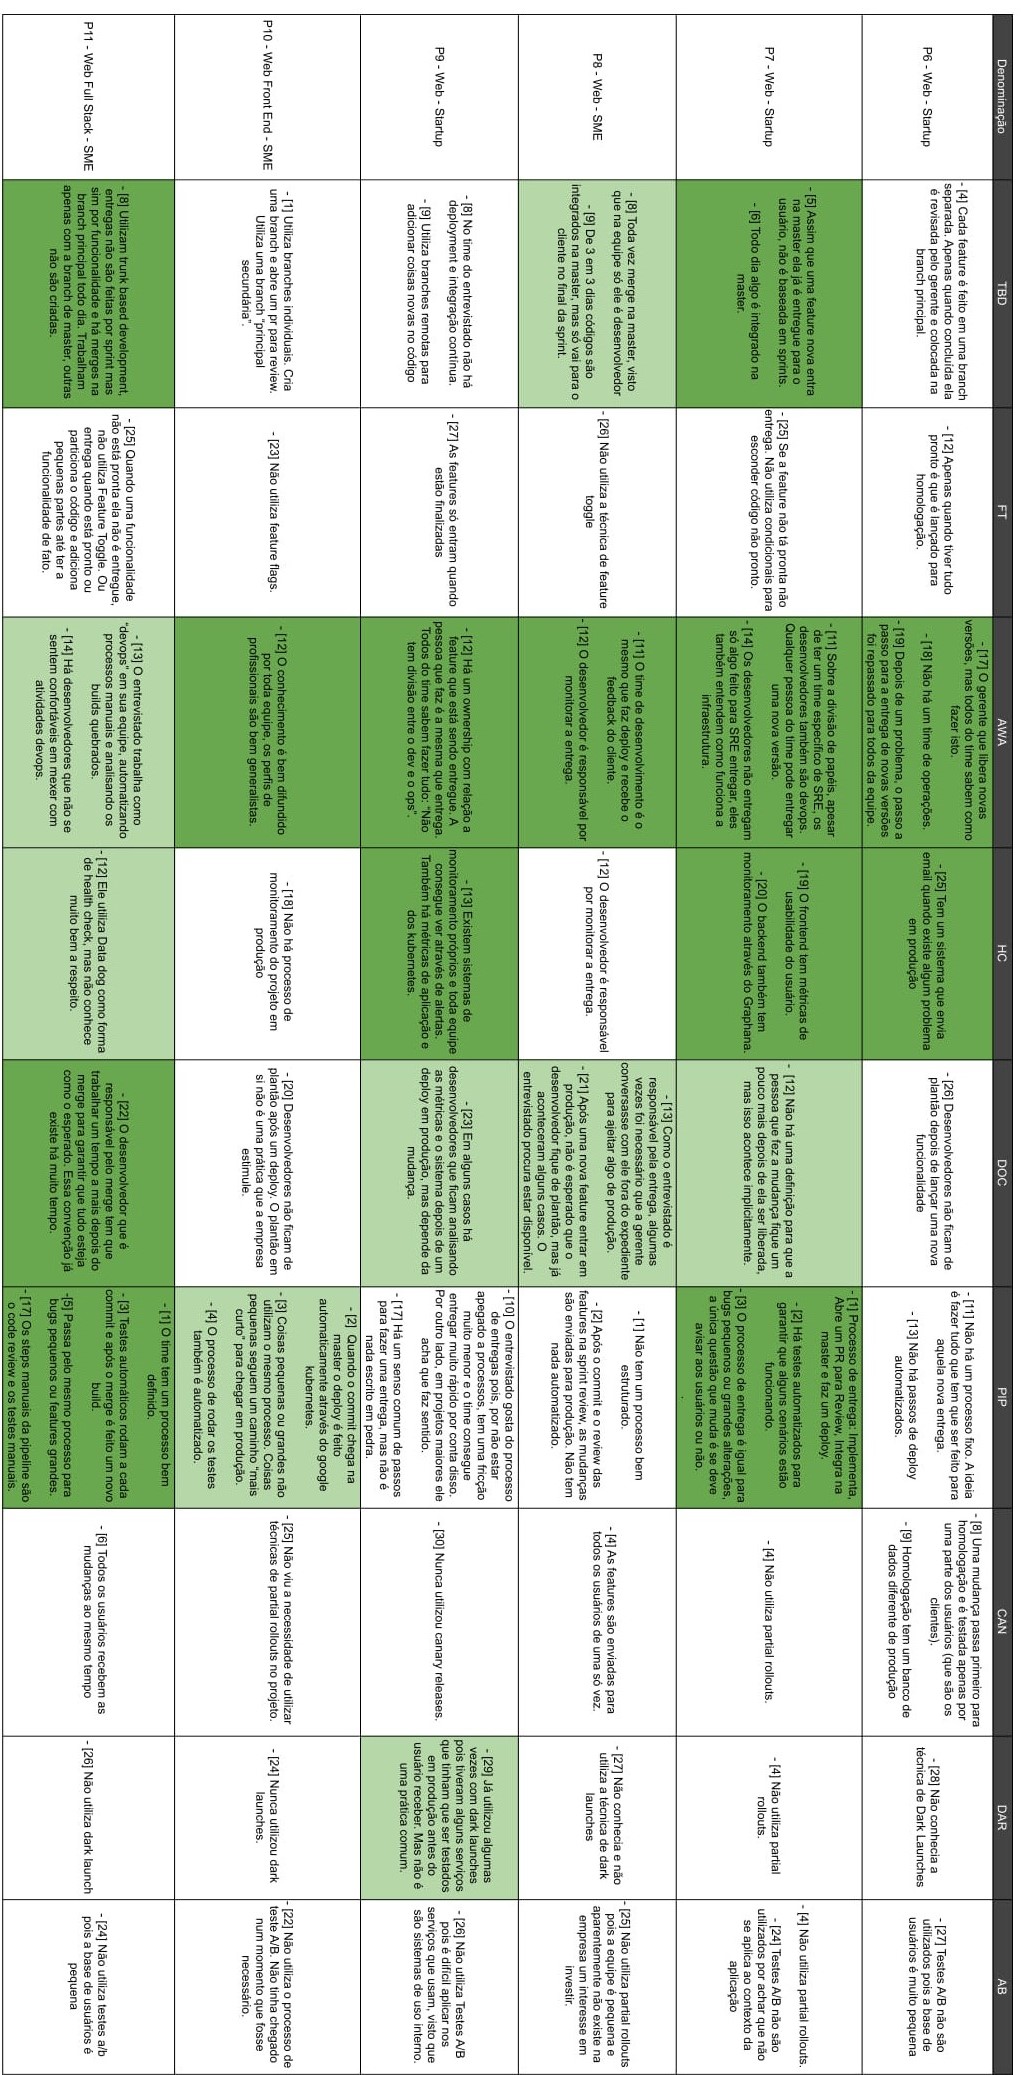 Denominação
TBD
FT
AWA
HC
DOC
PIP
CAN
DAR
AB
P6 - Web - Startup
- [4] Cada feature é feito em uma branch
separada. Apenas quando concluída ela
é revisada pelo gerente e colocada na
branch principal.
- [12] Apenas quando tiver tudo
pronto é que é lançado para
homologação.
- [17] O gerente que libera novas
versões, mas todos do time sabem como
fazer isto.
- [18] Não há um time de operações.
- [19] Depois de um problema, o passo a
passo para a entrega de novas versões
foi repassado para todos da equipe.
- [25] Tem um sistema que envia
email quando existe algum problema
em produção
- [26] Desenvolvedores não ficam de
plantão depois de lançar uma nova
funcionalidade
- [11] Não há um processo fixo. A ideia
é fazer tudo que tem que ser feito para
aquela nova entrega.
- [13] Não há passos de deploy
automatizados.
- [8] Uma mudança passa primeiro para
homologação e é testada apenas por
uma parte dos usuários (que são os
clientes).
- [9] Homologação tem um banco de
dados diferente de produção
- [28] Não conhecia a
técnica de Dark Launches
- [27] Testes A/B não são
utilizados pois a base de
usuários é muito pequena
P7 - Web - Startup
- [5] Assim que uma feature nova entra
na master ela já é entregue para o
usuário, não é baseada em sprints.
- [6] Todo dia algo é integrado na
master.
- [25] Se a feature não tá pronta não
entrega. Não utiliza condicionais para
esconder código não pronto.
- [11] Sobre a divisão de papéis, apesar
de ter um time específico de SRE, os
desenvolvedores também são devops.
Qualquer pessoa do time pode entregar
uma nova versão.
- [14] Os desenvolvedores não entregam
só algo feito para SRE entregar, eles
também entendem como funciona a
infraestrutura.
- [19] O frontend tem métricas de
usabilidade do usuário.
- [20] O backend também tem
monitoramento através do Graphana.
- [12] Não há uma definição para que a
pessoa que faz a mudança fique um
pouco mais depois de ela ser liberada,
mas isso acontece implicitamente.
- [1] Processo de entrega: Implementa,
Abre um PR para Review, Integra na
master e faz um deploy.
- [2] Há testes automatizados para
garantir que alguns cenários estão
funcionando.
- [3] O processo de entrega é igual para
bugs pequenos ou grandes alterações,
a única questão que muda é se deve
avisar aos usuários ou não.
.
- [4] Não utiliza partial rollouts.
- [4] Não utiliza partial
rollouts.
- [4] Não utiliza partial rollouts.
- [24] Testes A/B não são
utilizados por achar que não
se aplica ao contexto da
aplicação
P8 - Web - SME
- [8] Toda vez merge na master, visto
que na equipe só ele é desenvolvedor
- [9] De 3 em 3 dias códigos são
integrados na master, mas só vai para o
cliente no final da sprint.
- [26] Não utiliza a técnica de feature
toggle
- [11] O time de desenvolvimento é o
mesmo que faz deploy e recebe o
feedback do cliente.
- [12] O desenvolvedor é responsável por
monitorar a entrega.
- [12] O desenvolvedor é responsável
por monitorar a entrega.
- [13] Como o entrevistado é
responsável pela entrega, algumas
vezes foi necessário que a gerente
conversasse com ele fora do expediente
para ajeitar algo de produção.
- [21] Após uma nova feature entrar em
produção, não é esperado que o
desenvolvedor fique de plantão, mas já
aconteceram alguns casos. O
entrevistado procura estar disponível.
- [1] Não tem um processo bem
estruturado.
- [2] Após o commit e o review das
features na sprint review, as mudanças
são enviadas para produção. Não tem
nada automatizado.
- [4] As features são enviadas para
todos os usuários de uma só vez.
- [27] Não conhecia e não
utiliza a técnica de dark
launches
- [25] Não utiliza partial rollouts
pois a equipe é pequena e
aparentemente não existe na
empresa um interesse em
investir.
P9 - Web - Startup
- [8] No time do entrevistado não há
deployment e integração contínua.
- [9] Utiliza branches remotas para
adicionar coisas novas no código
- [27] As features só entram quando
estão finalizadas
- [12] Há um ownership com relação a
feature que está sendo entregue. A
pessoa que faz é a mesma que entrega.
Todos do time sabem fazer tudo: "Não
tem divisão entre o dev e o ops".
- [13] Existem sistemas de
monitoramento próprios e toda equipe
consegue ver através de alertas.
Também há métricas de aplicação e
dos kubernetes.
- [23] Em alguns casos há
desenvolvedores que ficam analisando
as métricas e o sistema depois de um
deploy em produção, mas depende da
mudança.
- [10] O entrevistado gosta do processo
de entregas pois, por não estar
apegado a processos, tem uma fricção
muito menor e o time consegue
entregar muito rápido por conta disso.
Por outro lado, em projetos maiores ele
acha que faz sentido.
- [17] Há um senso comum de passos
para fazer uma entrega, mas não é
nada escrito em pedra.
- [30] Nunca utilizou canary releases.
- [29] Já utilizou algumas
vezes com dark launches
pois tiveram alguns serviços
que tinham que ser testados
em produção antes do
usuário receber. Mas não é
uma prática comum.
- [26] Não utiliza Testes A/B
pois é difícil aplicar nos
serviços que usam, visto que
são sistemas de uso interno.
P10 - Web Front End - SME
- [1] Utiliza branches individuais. Cria
uma branch e abre um pr para review.
Utiliza uma branch "principal
secundária".
- [23] Não utiliza feature flags.
- [12] O conhecimento é bem difundido
por toda equipe, os perfis de
profissionais são bem generalistas.
- [18] Não há processo de
monitoramento do projeto em
produção
- [20] Desenvolvedores não ficam de
plantão após um deploy. O plantão em
si não é uma prática que a empresa
estimule.
- [2] Quando o commit chega na
master o deploy é feito
automaticamente através do google
kubernetes.
- [3] Coisas pequenas ou grandes não
utilizam o mesmo processo. Coisas
pequenas seguem um caminho "mais
curto" para chegar em produção.
- [4] O processo de rodar os testes
também é automatizado.
- [25] Não viu a necessidade de utilizar
técnicas de partial rollouts no projeto.
- [24] Nunca utilizou dark
launches.
- [22] Não utiliza o processo de
teste A/B. Não tinha chegado
num momento que fosse
necessário.
P11 - Web Full Stack - SME
- [8] Utilizam trunk based development,
entregas não são feitas por sprint mas
sim por funcionalidade e há merges na
branch principal todo dia. Trabalham
apenas com a branch de master, outras
não são criadas.
- [25] Quando uma funcionalidade
não está pronta ela não é entregue,
não utiliza Feature Toggle. Ou
entrega quando está pronto ou
particiona o código e adiciona
pequenas partes até ter a
funcionalidade de fato.
- [13] O entrevistado trabalha como
"devops" em sua equipe, automatizando
processos manuais e analisando os
builds quebrados.
- [14] Há desenvolvedores que não se
sentem confortáveis em mexer com
atividades devops.
- [12] Ele utiliza Data dog como forma
de health check, mas não conhece
muito bem a respeito.
- [22] O desenvolvedor que é
responsável pelo merge tem que
trabalhar um tempo a mais depois do
merge para garantir que tudo esteja
como o esperado. Essa convenção já
existe há muito tempo.
- [1] O time tem um processo bem
definido.
- [3] Testes automáticos rodam a cada
commit e após o merge é feito um novo
build.
-[5] Passa pelo mesmo processo para
bugs pequenos ou features grandes.
- [17] Os steps manuais da pipeline são
o code review e os testes manuais.
- [6] Todos os usuários recebem as
mudanças ao mesmo tempo
- [26] Não utiliza dark launch
- [24] Não utiliza testes a/b
pois a base de usuários é
pequena